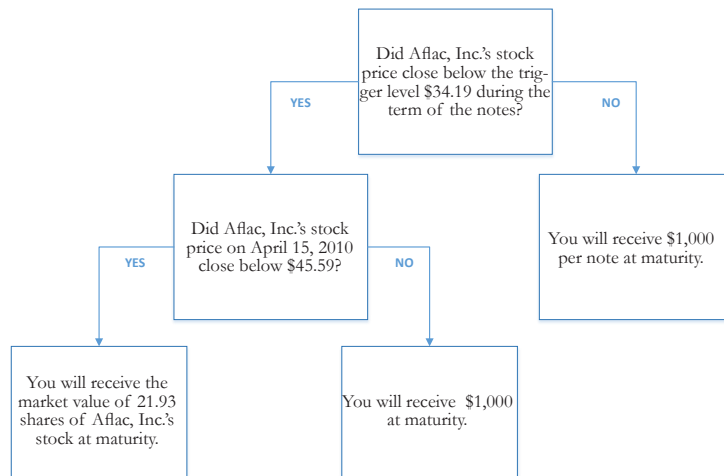 Did Aflac, Inc.'s stock
price close below the trig-
ger level $34.19 during the
term of the notes?
YES
NO
Did Aflac, Inc.'s stock
price on April 15, 2010
close below $45.59?
You will receive $1,000
per note at maturity.
YES
NO
You will receive the
market value of 21.93
shares of Aflac, Inc.'s
stock at maturity.
You will receive $1,000
at maturity.